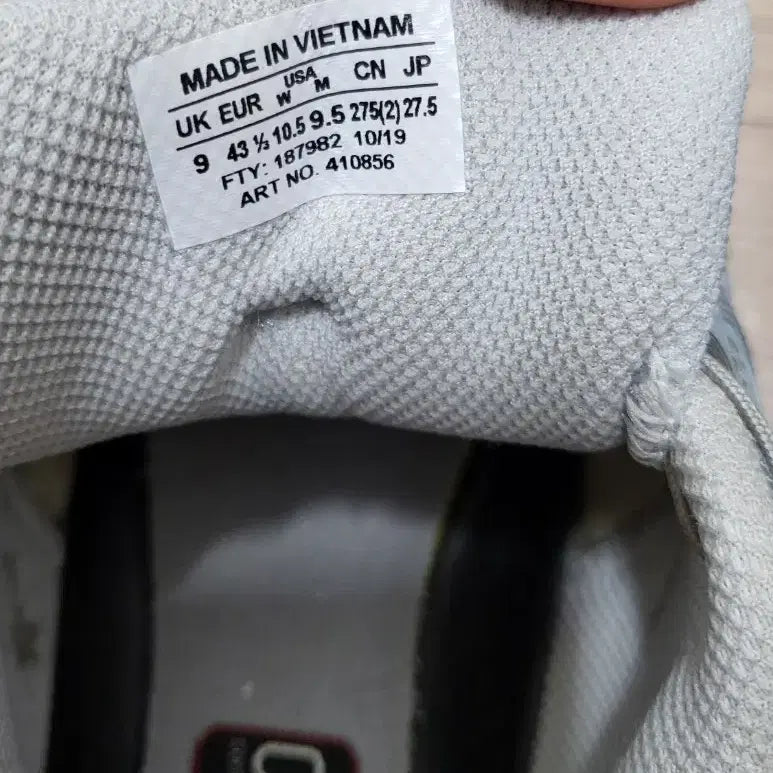 MADE IN VIETNAM
UK EUR USA W M CN JP
9 43 ⅓ 10.5 9.5 275(2) 27.5
FTY: 187982 10/19
ART NO. 410856